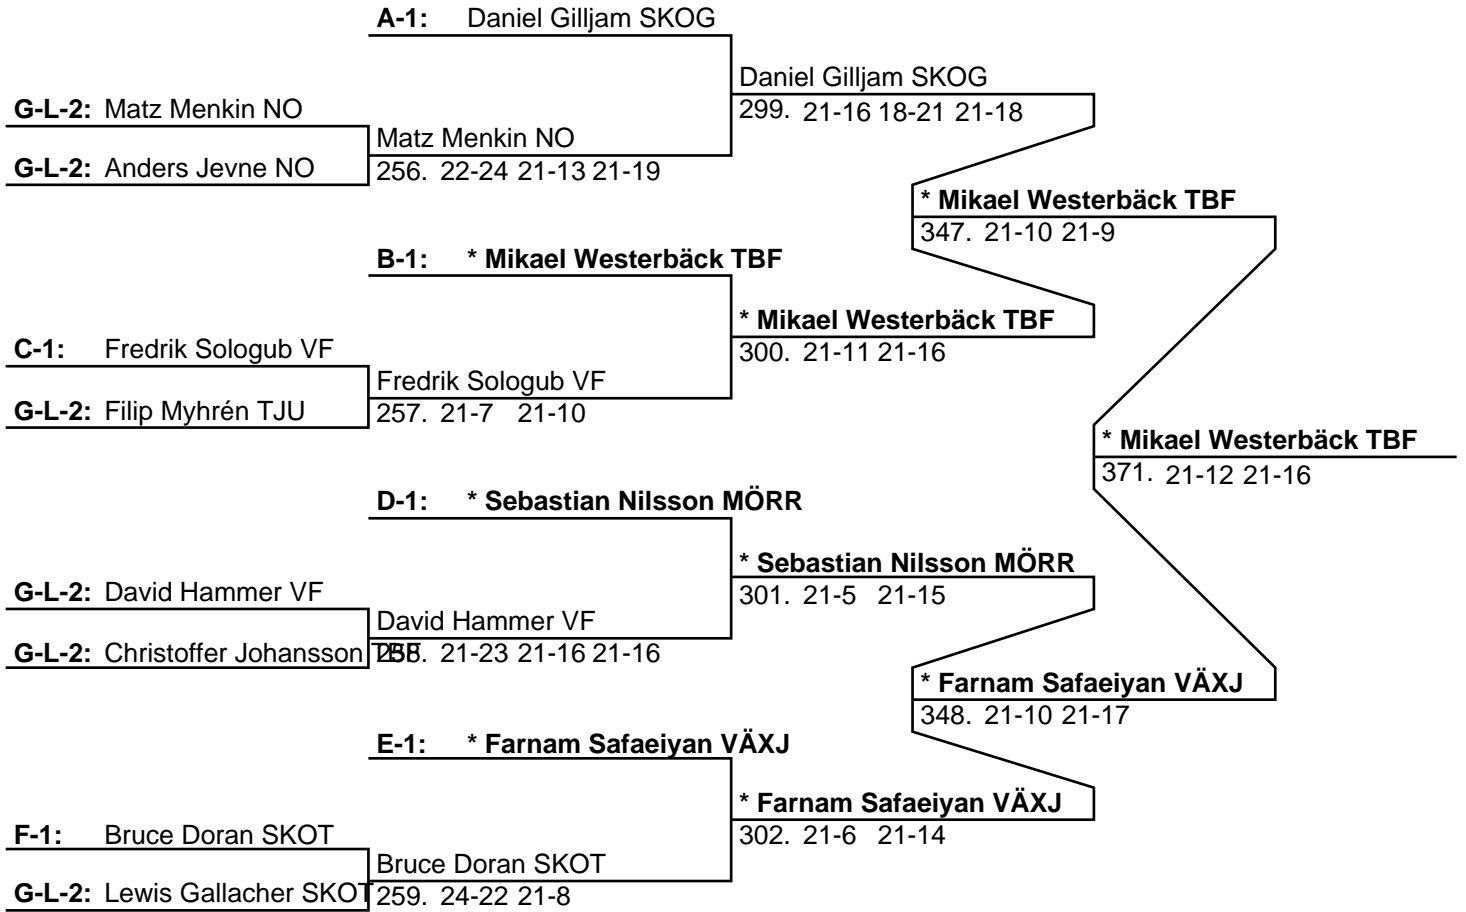 A-1: Daniel Gilljam SKOG
Daniel Gilljam SKOG
G-L-2: Matz Menkin NO
299. 21-16 18-21 21-18
Matz Menkin NO
G-L-2: Anders Jevne NO
256. 22-24 21-13 21-19
* Mikael Westerbäck TBF
347. 21-10 21-9
B-1: * Mikael Westerbäck TBF
* Mikael Westerbäck TBF
C-1: Fredrik Sologub VF
300. 21-11 21-16
Fredrik Sologub VF
G-L-2: Filip Myhrén TJU
257. 21-7 21-10
* Mikael Westerbäck TBF
371. 21-12 21-16
D-1: * Sebastian Nilsson MÖRR
* Sebastian Nilsson MÖRR
G-L-2: David Hammer VF
301. 21-5 21-15
David Hammer VF
G-L-2: Christoffer Johansson TBF
258. 21-23 21-16 21-16
* Farnam Safaeiyan VÄXJ
348. 21-10 21-17
E-1: * Farnam Safaeiyan VÄXJ
* Farnam Safaeiyan VÄXJ
F-1: Bruce Doran SKOT
302. 21-6 21-14
Bruce Doran SKOT
G-L-2: Lewis Gallacher SKOT
259. 24-22 21-8